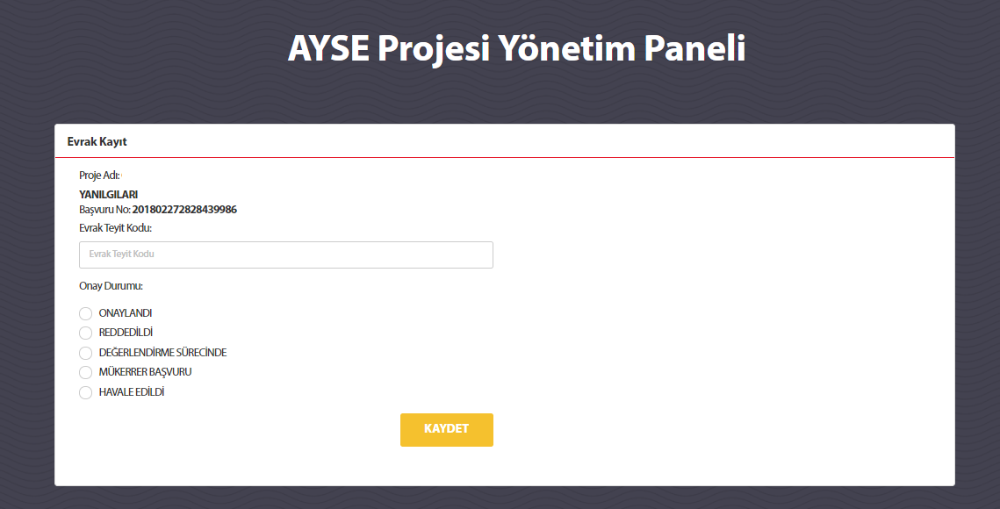 AYSE Projesi Yönetim Paneli
Evrak Kayıt
Proje Adı:
YANILGILARI
Başvuru No: 201802272828439986
Evrak Teyit Kodu:
Evrak Teyit Kodu
Onay Durumu:
ONAYLANDI
REDDEDİLDİ
DEĞERLENDİRME SÜRECİNDE
MÜKERRER BAŞVURU
HAVALE EDİLDİ
KAYDET